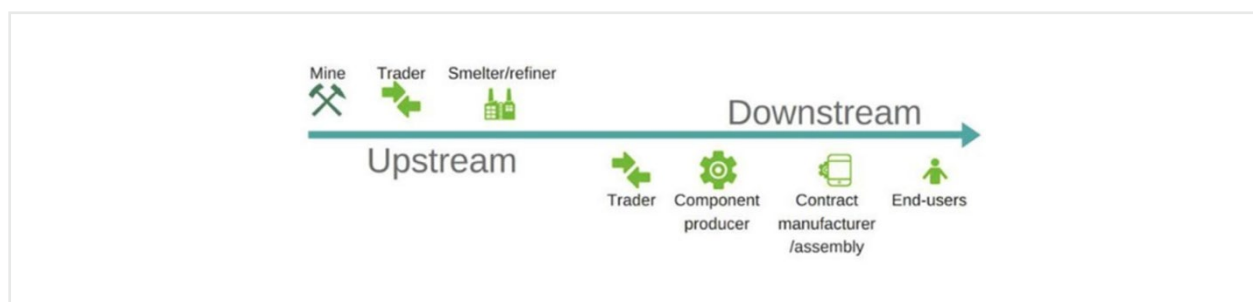 Mine
Trader
Smelter/refiner
Downstream
Upstream
Trader
Component
producer
Contract
manufacturer
/assembly
End-users